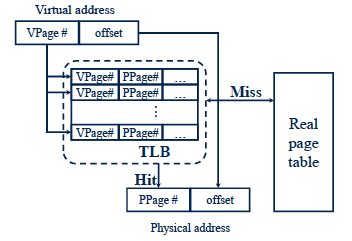 Virtual address
VPage # offset
VPage# PPage# ...
VPage# PPage# ...
⋮
VPage# PPage# ...
TLB
Miss
Real
page
table
Hit
PPage # offset
Physical address